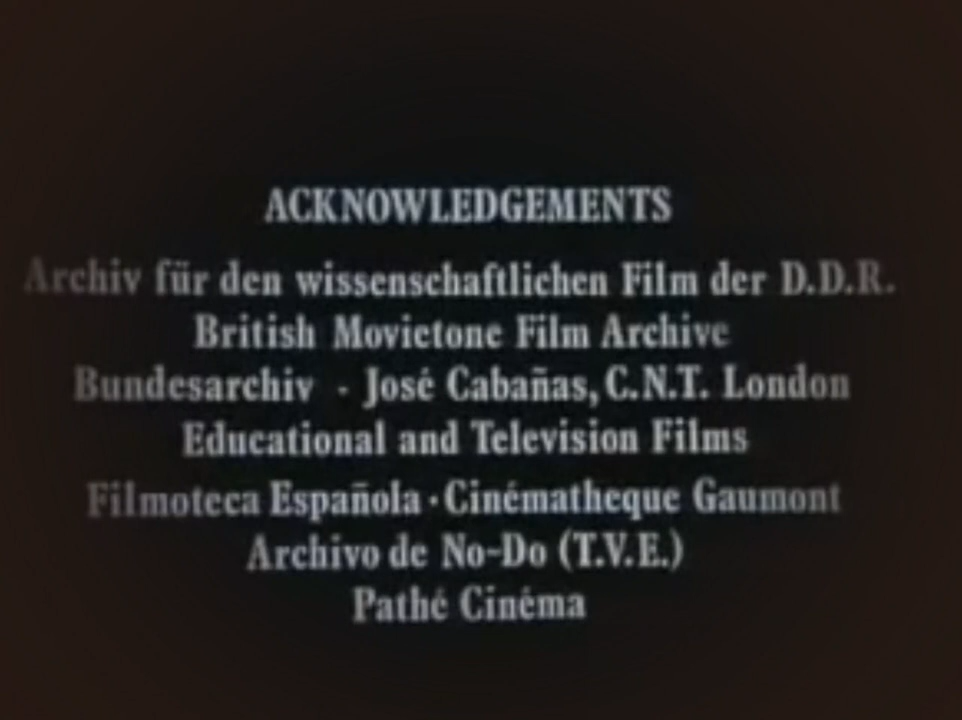 ACKNOWLEDGEMENTS
Archiv für den wissenschaftlichen Film der D.D.R.
British Movietone Film Archive
Bundesarchiv - José Cabañas, C.N.T. London
Educational and Television Films
Filmoteca Española · Cinématheque Gaumont
Archivo de No-Do (T.V.E.)
Pathé Cinéma